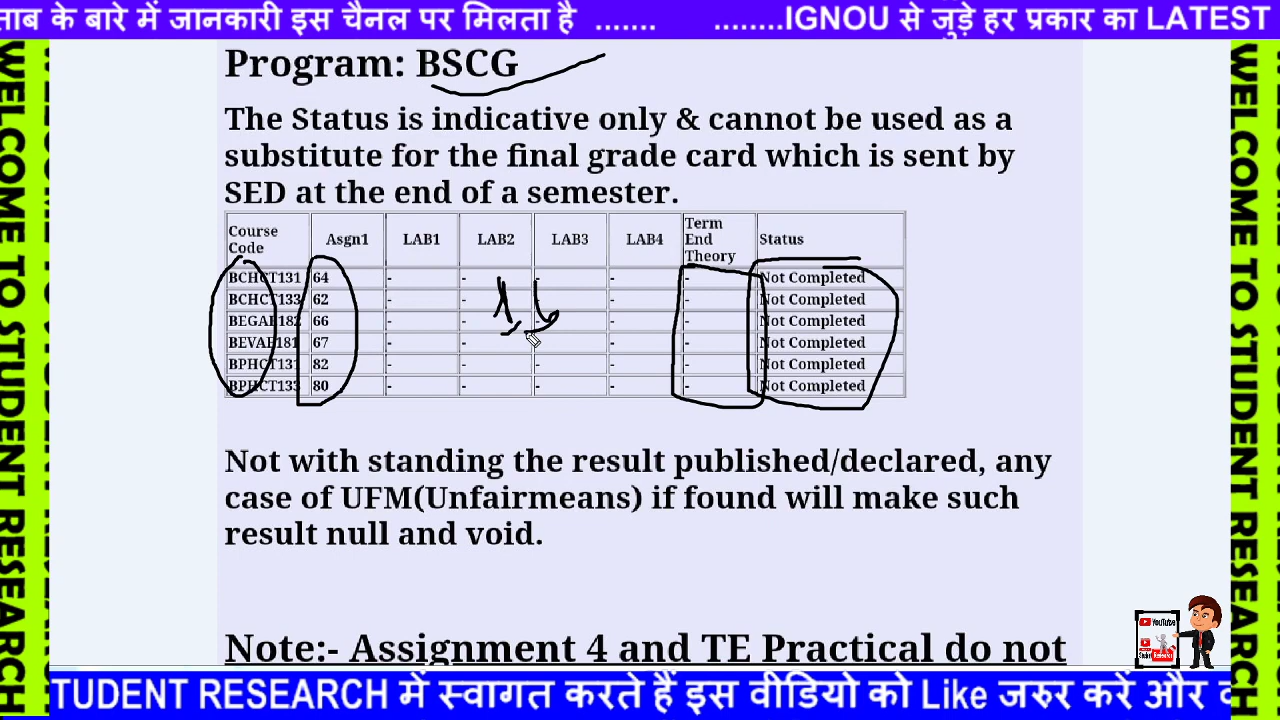 ताब के बारे में जानकारी इस चैनल पर मिलता है ....... ........IGNOU से जुड़े हर प्रकार का LATEST
WELCOME TO STUDENT RESEARCH
Program: BSCG
The Status is indicative only & cannot be used as a
substitute for the final grade card which is sent by
SED at the end of a semester.
Course Code Asgn1 LAB1 LAB2 LAB3 LAB4 Term End Theory Status
BCHCT131 64 - - - - - Not Completed
BCHCT133 62 - - - - - Not Completed
BEGAE182 66 - - - - - Not Completed
BEVAE181 67 - - - - - Not Completed
BPHCT131 82 - - - - - Not Completed
BPHCT133 80 - - - - - Not Completed
Not with standing the result published/declared, any
case of UFM(Unfairmeans) if found will make such
result null and void.
Note:- Assignment 4 and TE Practical do not
YouTube
WELCOME TO STUDENT RESEARCH
TUDENT RESEARCH में स्वागत करते हैं इस वीडियो को Like जरुर करें और